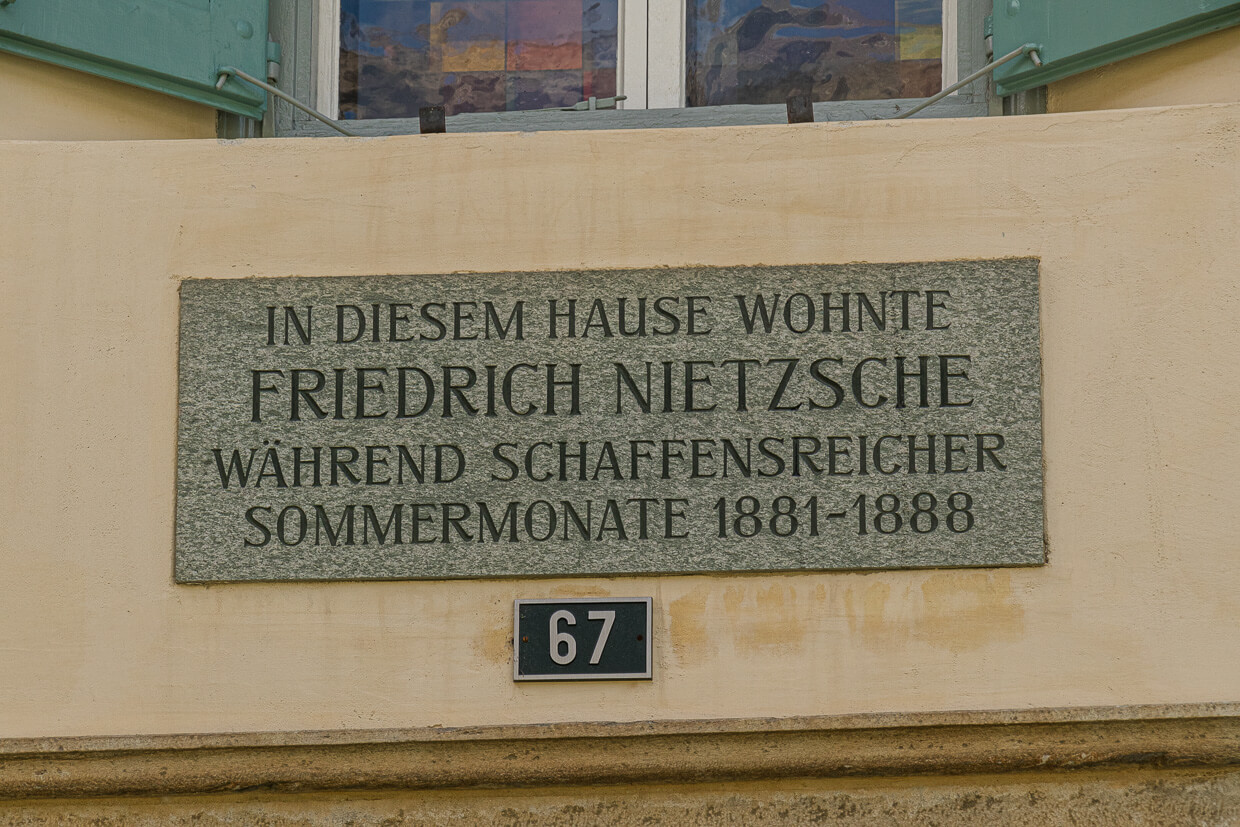 IN DIESEM HAUSE WOHNTE
FRIEDRICH NIETZSCHE
WÄHREND SCHAFFENSREICHER
SOMMERMONATE 1881-1888
67